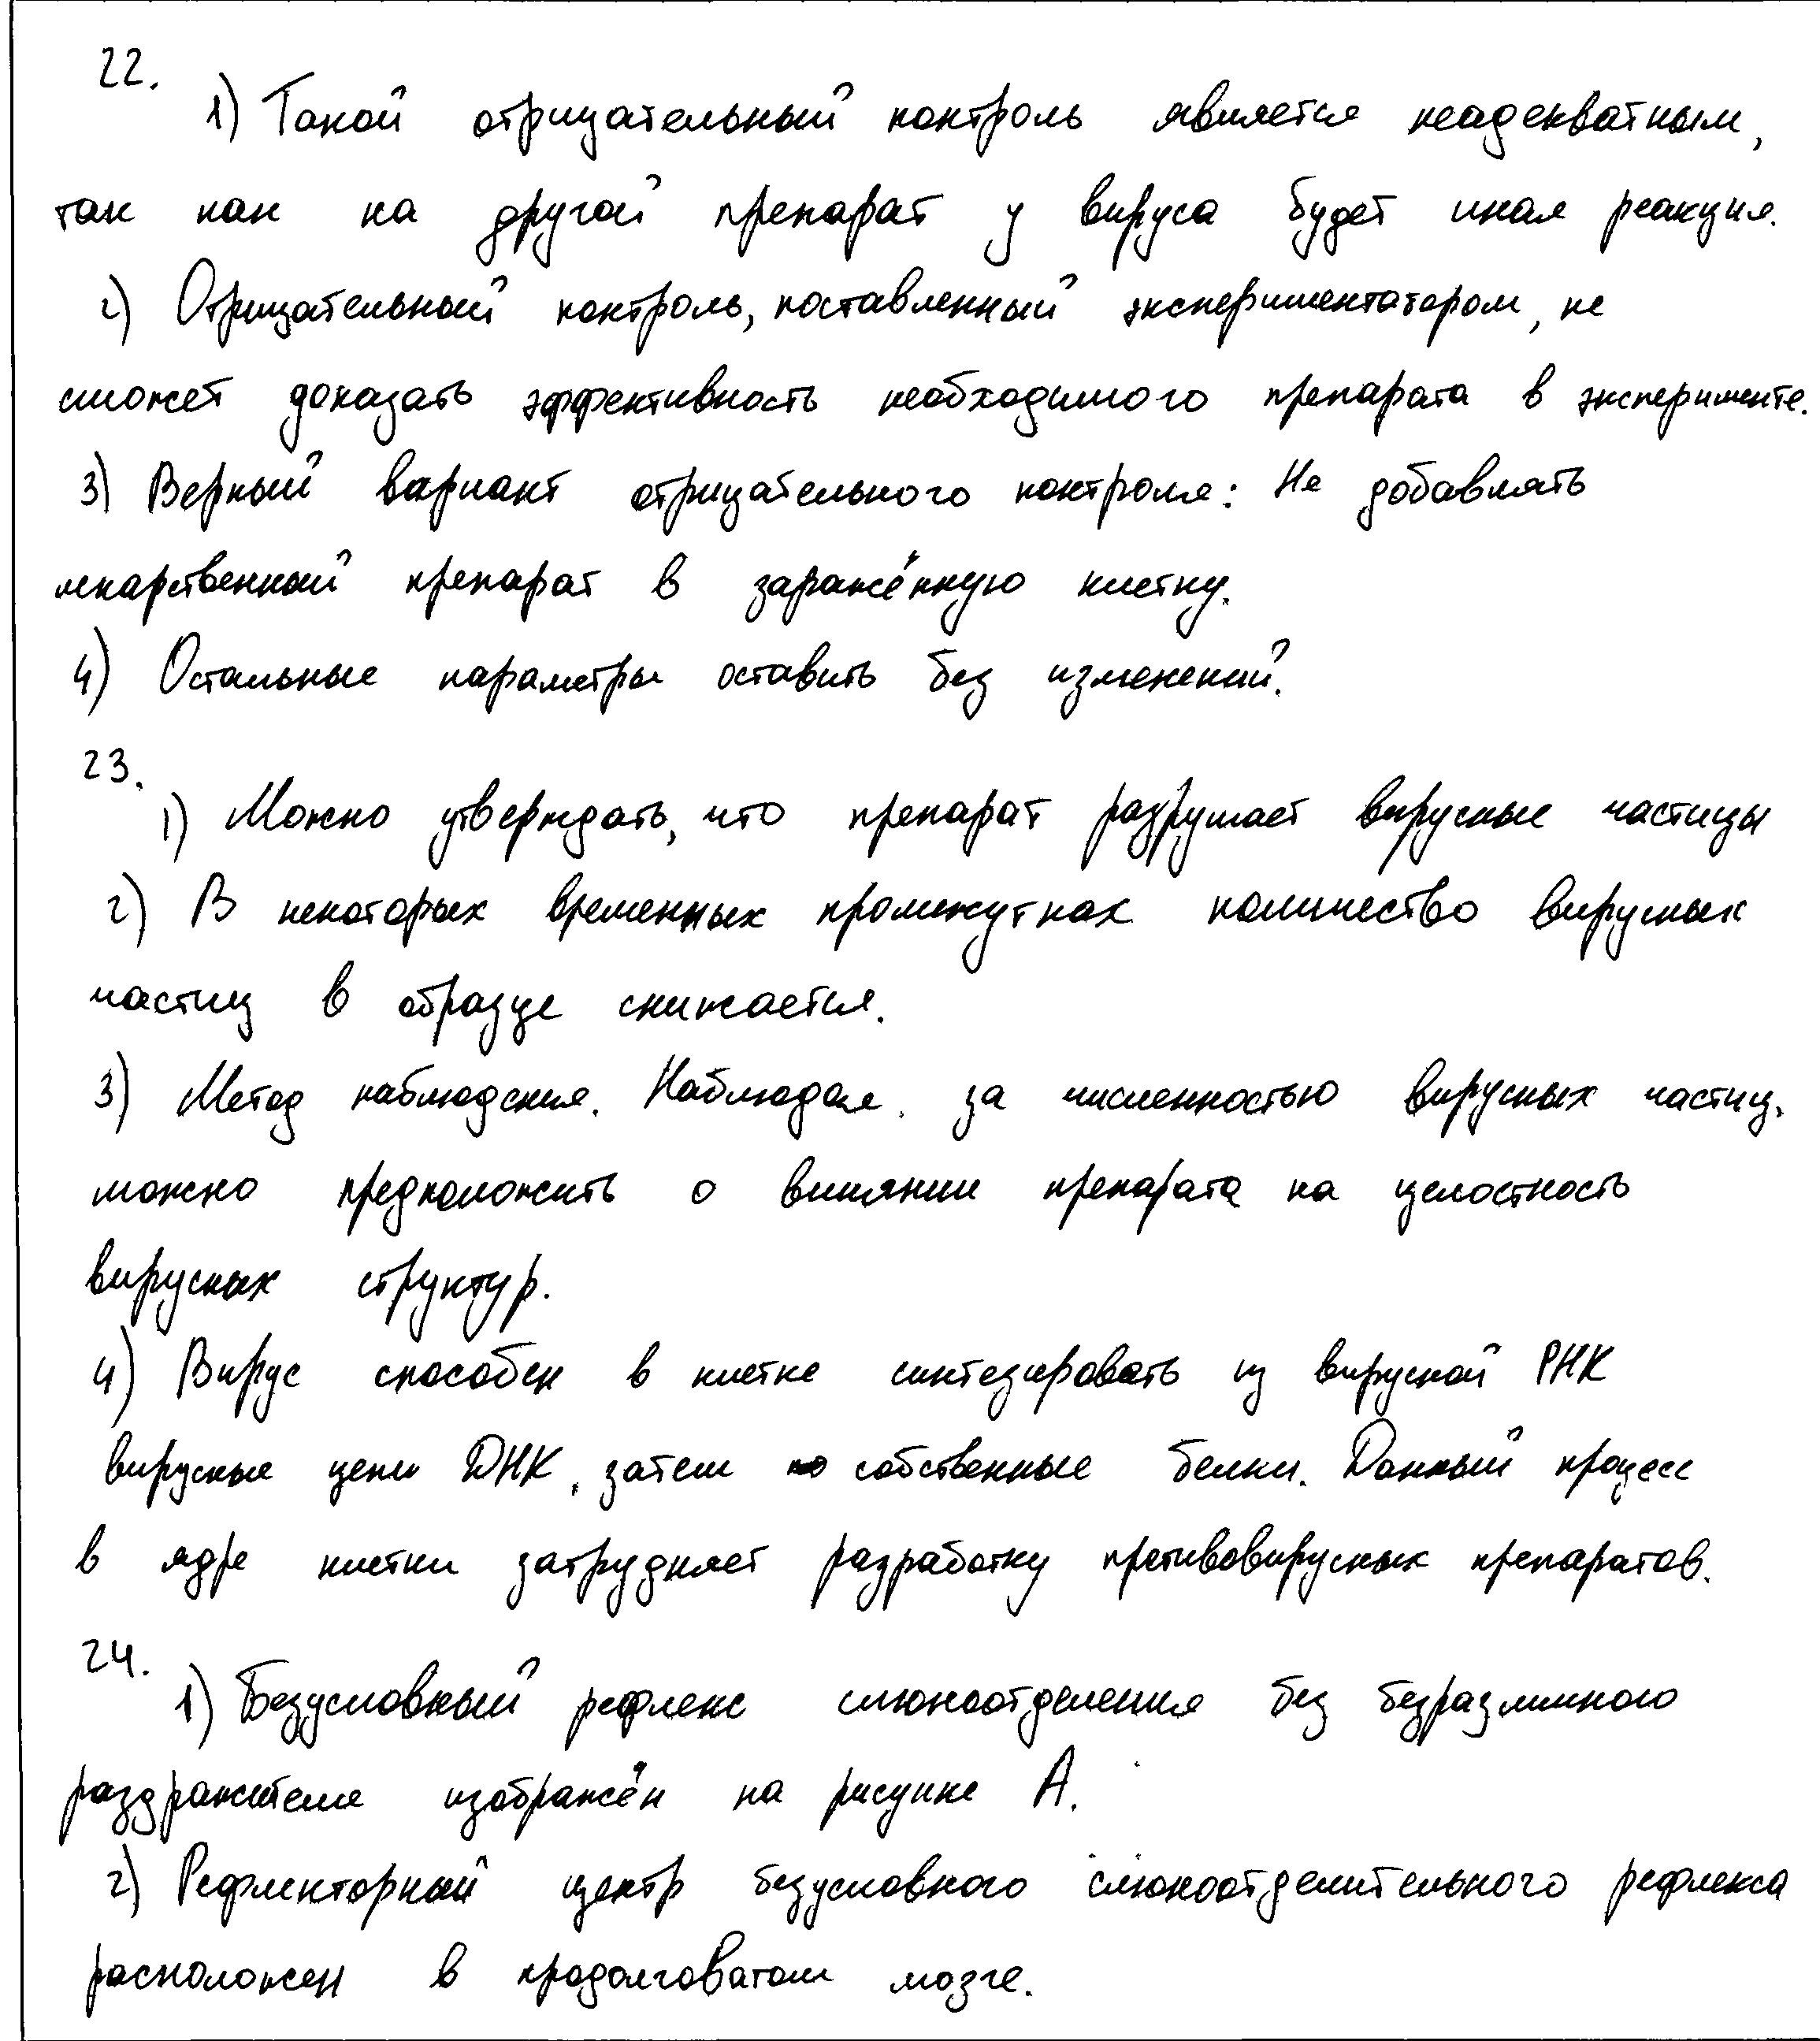 22.
1) Такой отрицательный контроль является неадекватным,
так как на другой препарат у вируса будет иная реакция.
2) Отрицательный контроль, поставленный экспериментатором, не
сможет доказать эффективность необходимого препарата в эксперименте.
3) Верный вариант отрицательного контроля: Не добавлять
лекарственный препарат в заражённую клетку.
4) Остальные параметры оставить без изменений.
23.
1) Можно утверждать, что препарат разрушает вирусные частицы
2) В некоторых временных промежутках количество вирусных
частиц в образце снижается.
3) Метод наблюдения. Наблюдая за численностью вирусных частиц,
можно предположить о влиянии препарата на целостность
вирусных структур.
4) Вирус способен в клетке синтезировать из вирусной РНК
вирусные цепи ДНК, затем собственные белки. Данный процесс
в ядре клетки затрудняет разработку противовирусных препаратов.
24.
1) Безусловный рефлекс слюноотделения без безразличного
раздражителя изображён на рисунке А.
2) Рефлекторный центр безусловного слюноотделительного рефлекса
расположен в продолговатом мозге.